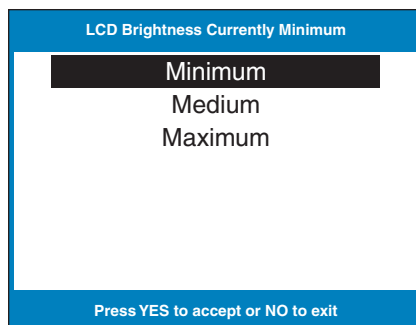 LCD Brightness Currently Minimum
Minimum
Medium
Maximum
Press YES to accept or NO to exit